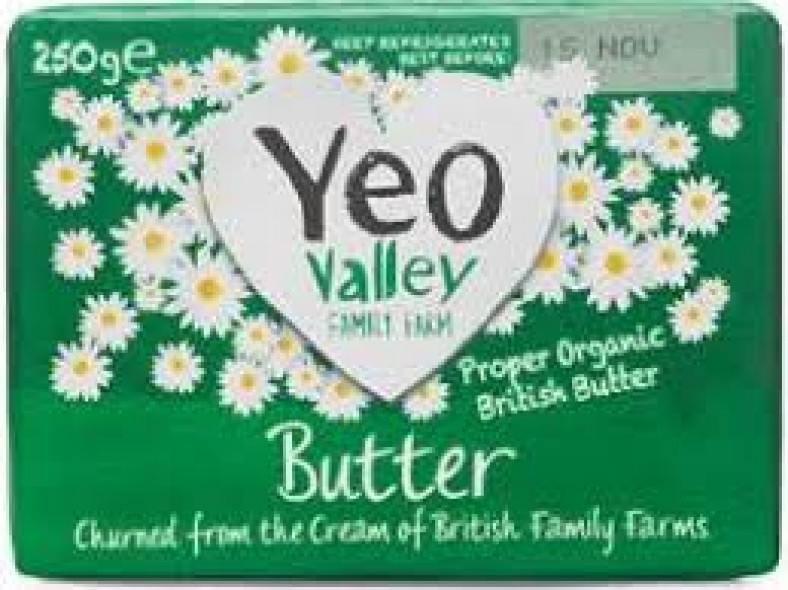 250g e
KEEP REFRIGERATED
BEST BEFORE:
15 NOV
Yeo
Valley
FAMILY FARM
Proper Organic
British Butter
Butter
Churned from the Cream of British Family Farms